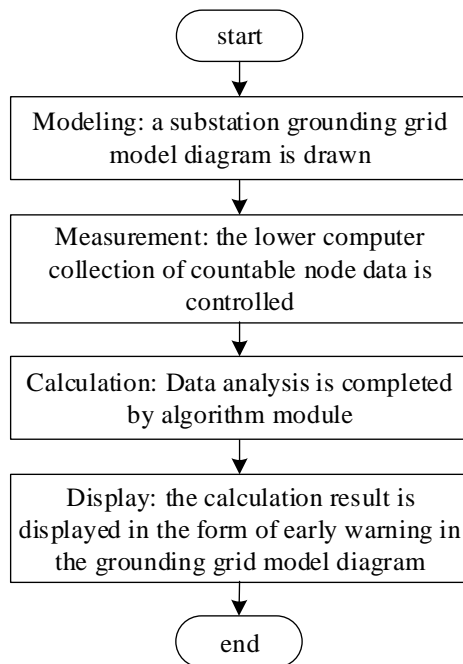 start
Modeling: a substation grounding grid
model diagram is drawn
Measurement: the lower computer
collection of countable node data is
controlled
Calculation: Data analysis is completed
by algorithm module
Display: the calculation result is
displayed in the form of early warning in
the grounding grid model diagram
end